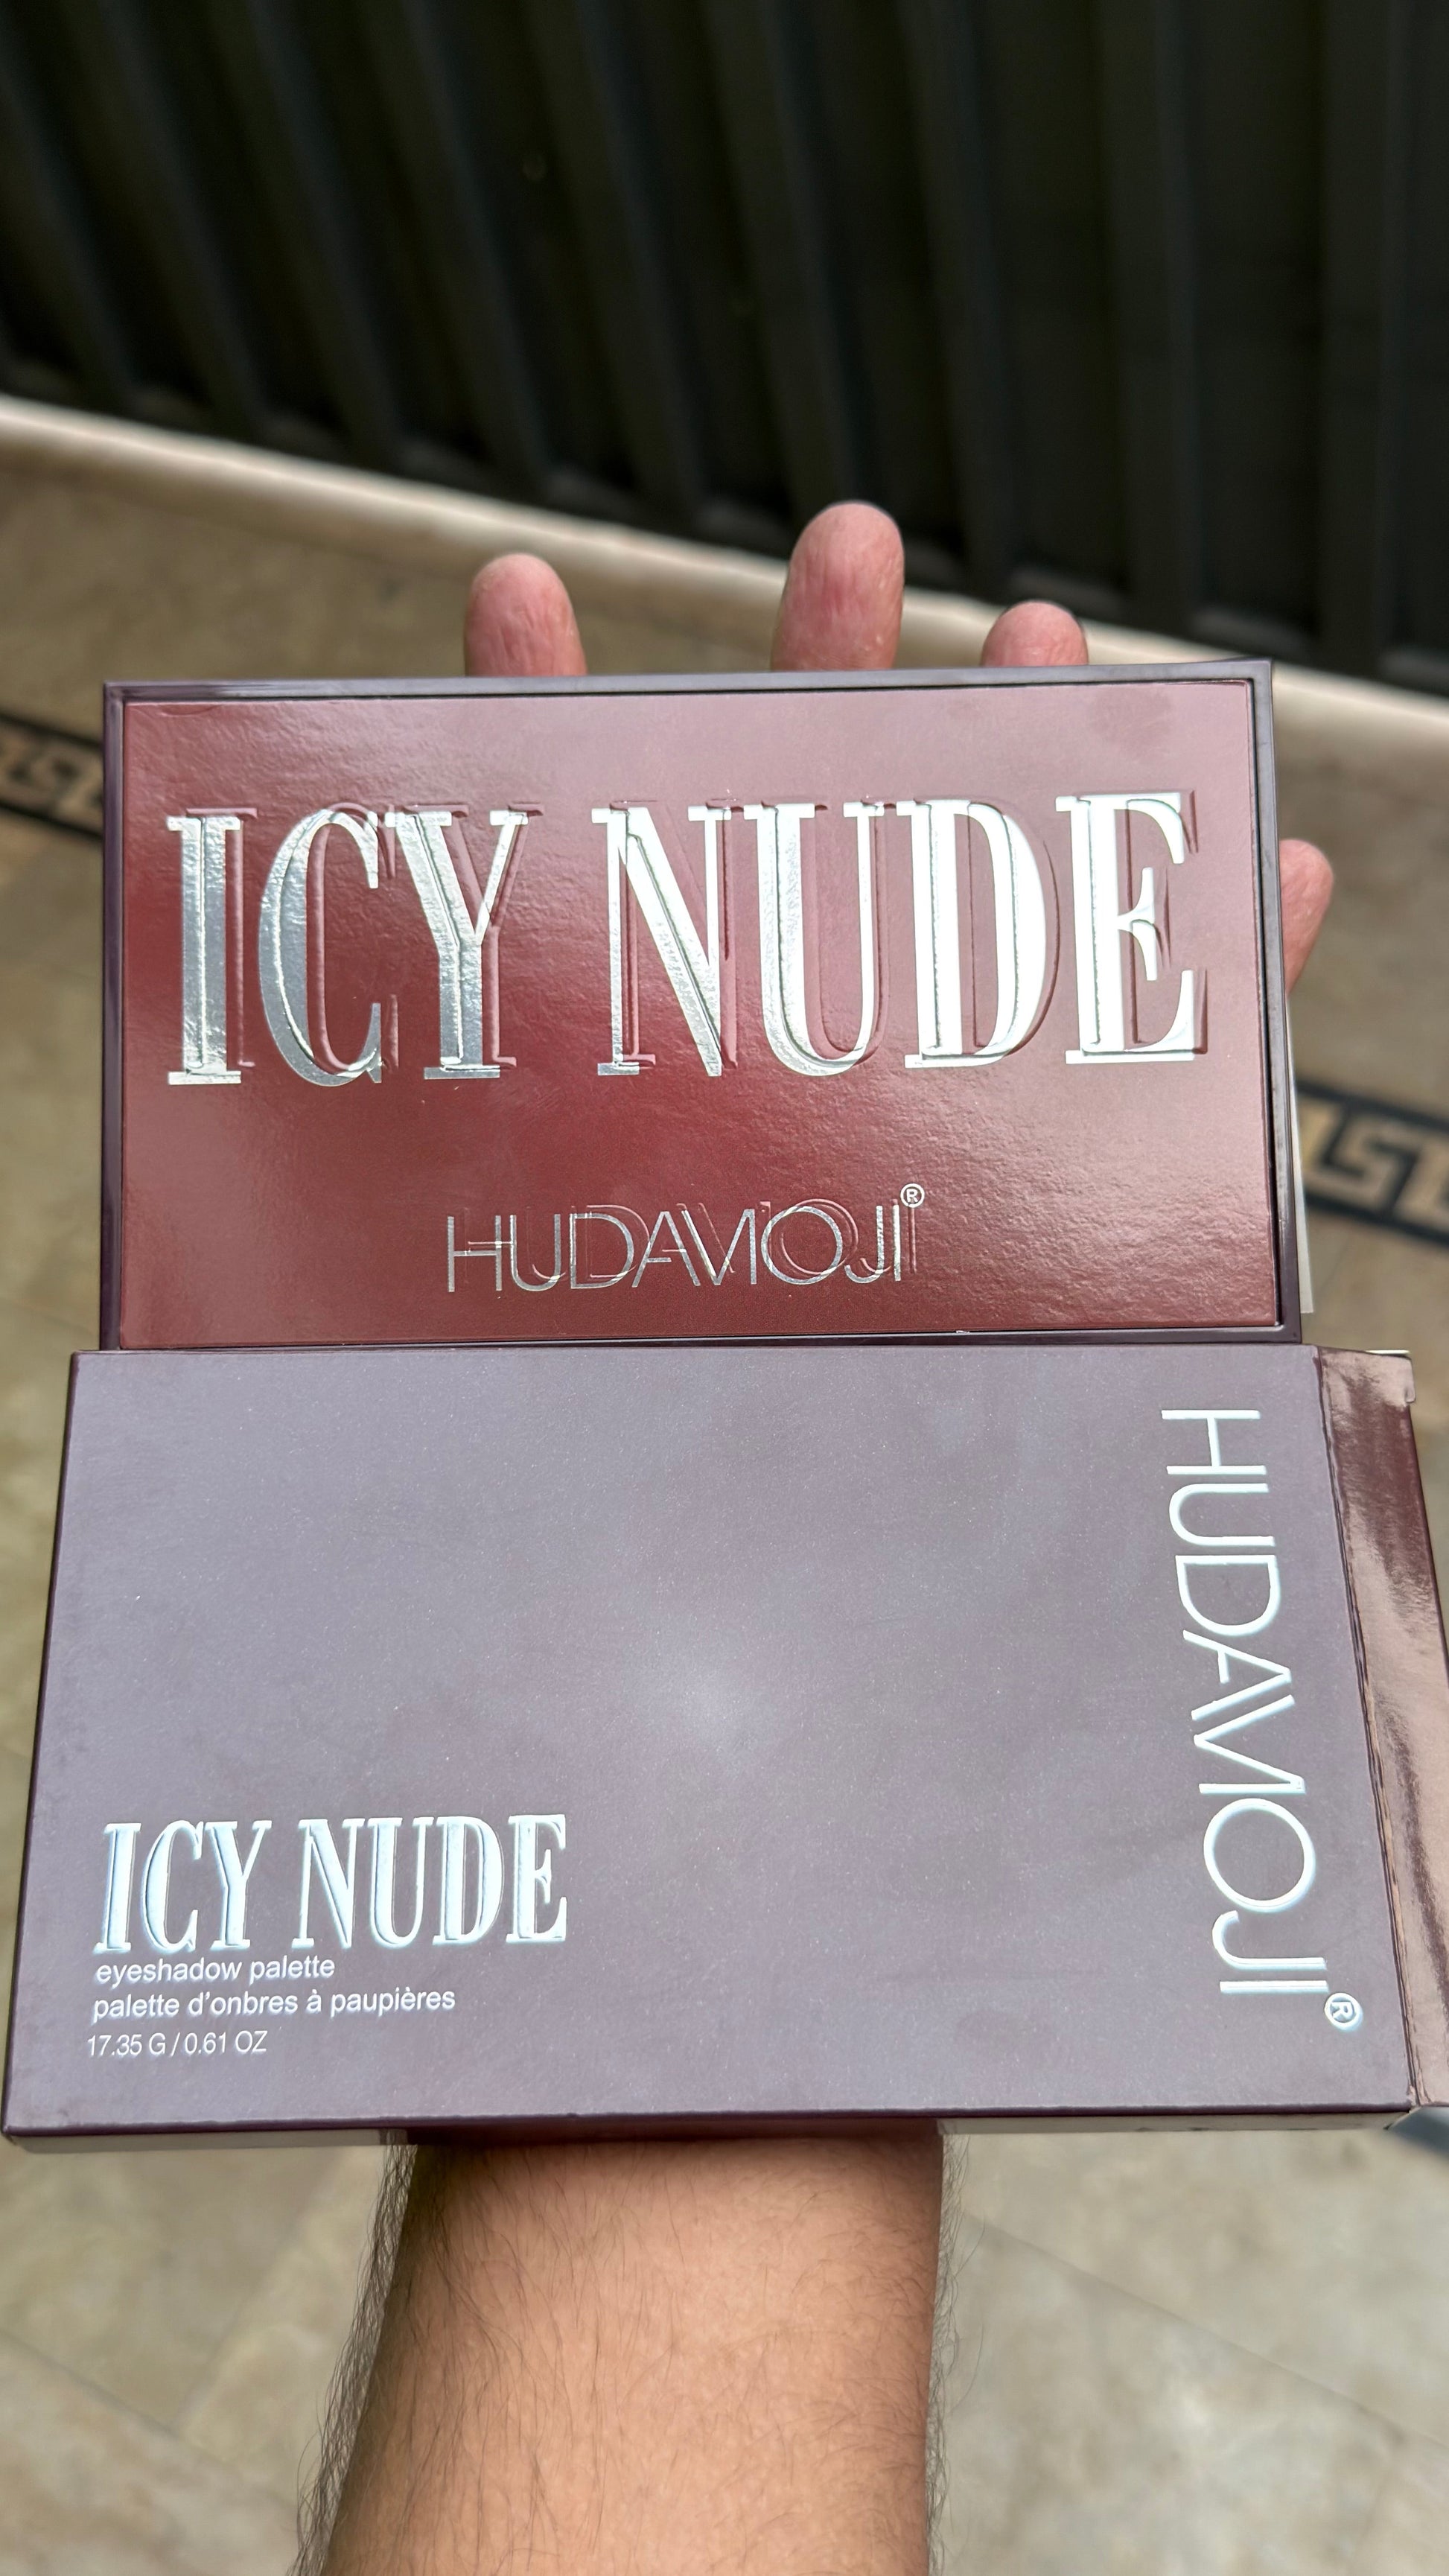 ICY NUDE
HUDAMOJI®
HUDAMOJI®
ICY NUDE
eyeshadow palette
palette d'onbres à paupières
17.35 G / 0.61 OZ